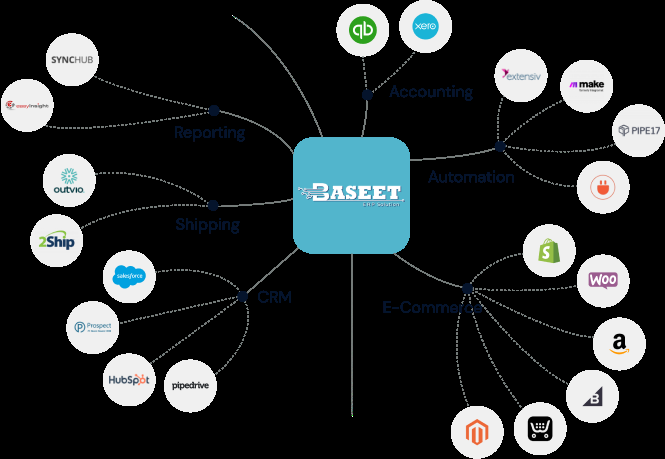 SYNCHUB
easyinsight
Reporting
qb
xero
Accounting
extensiv
make
PIPE17
Automation
BASEET
ERP Solution
outvio
2Ship
Shipping
salesforce
Prospect
HubSpot
pipedrive
CRM
E-Commerce
S
WOO
a
B